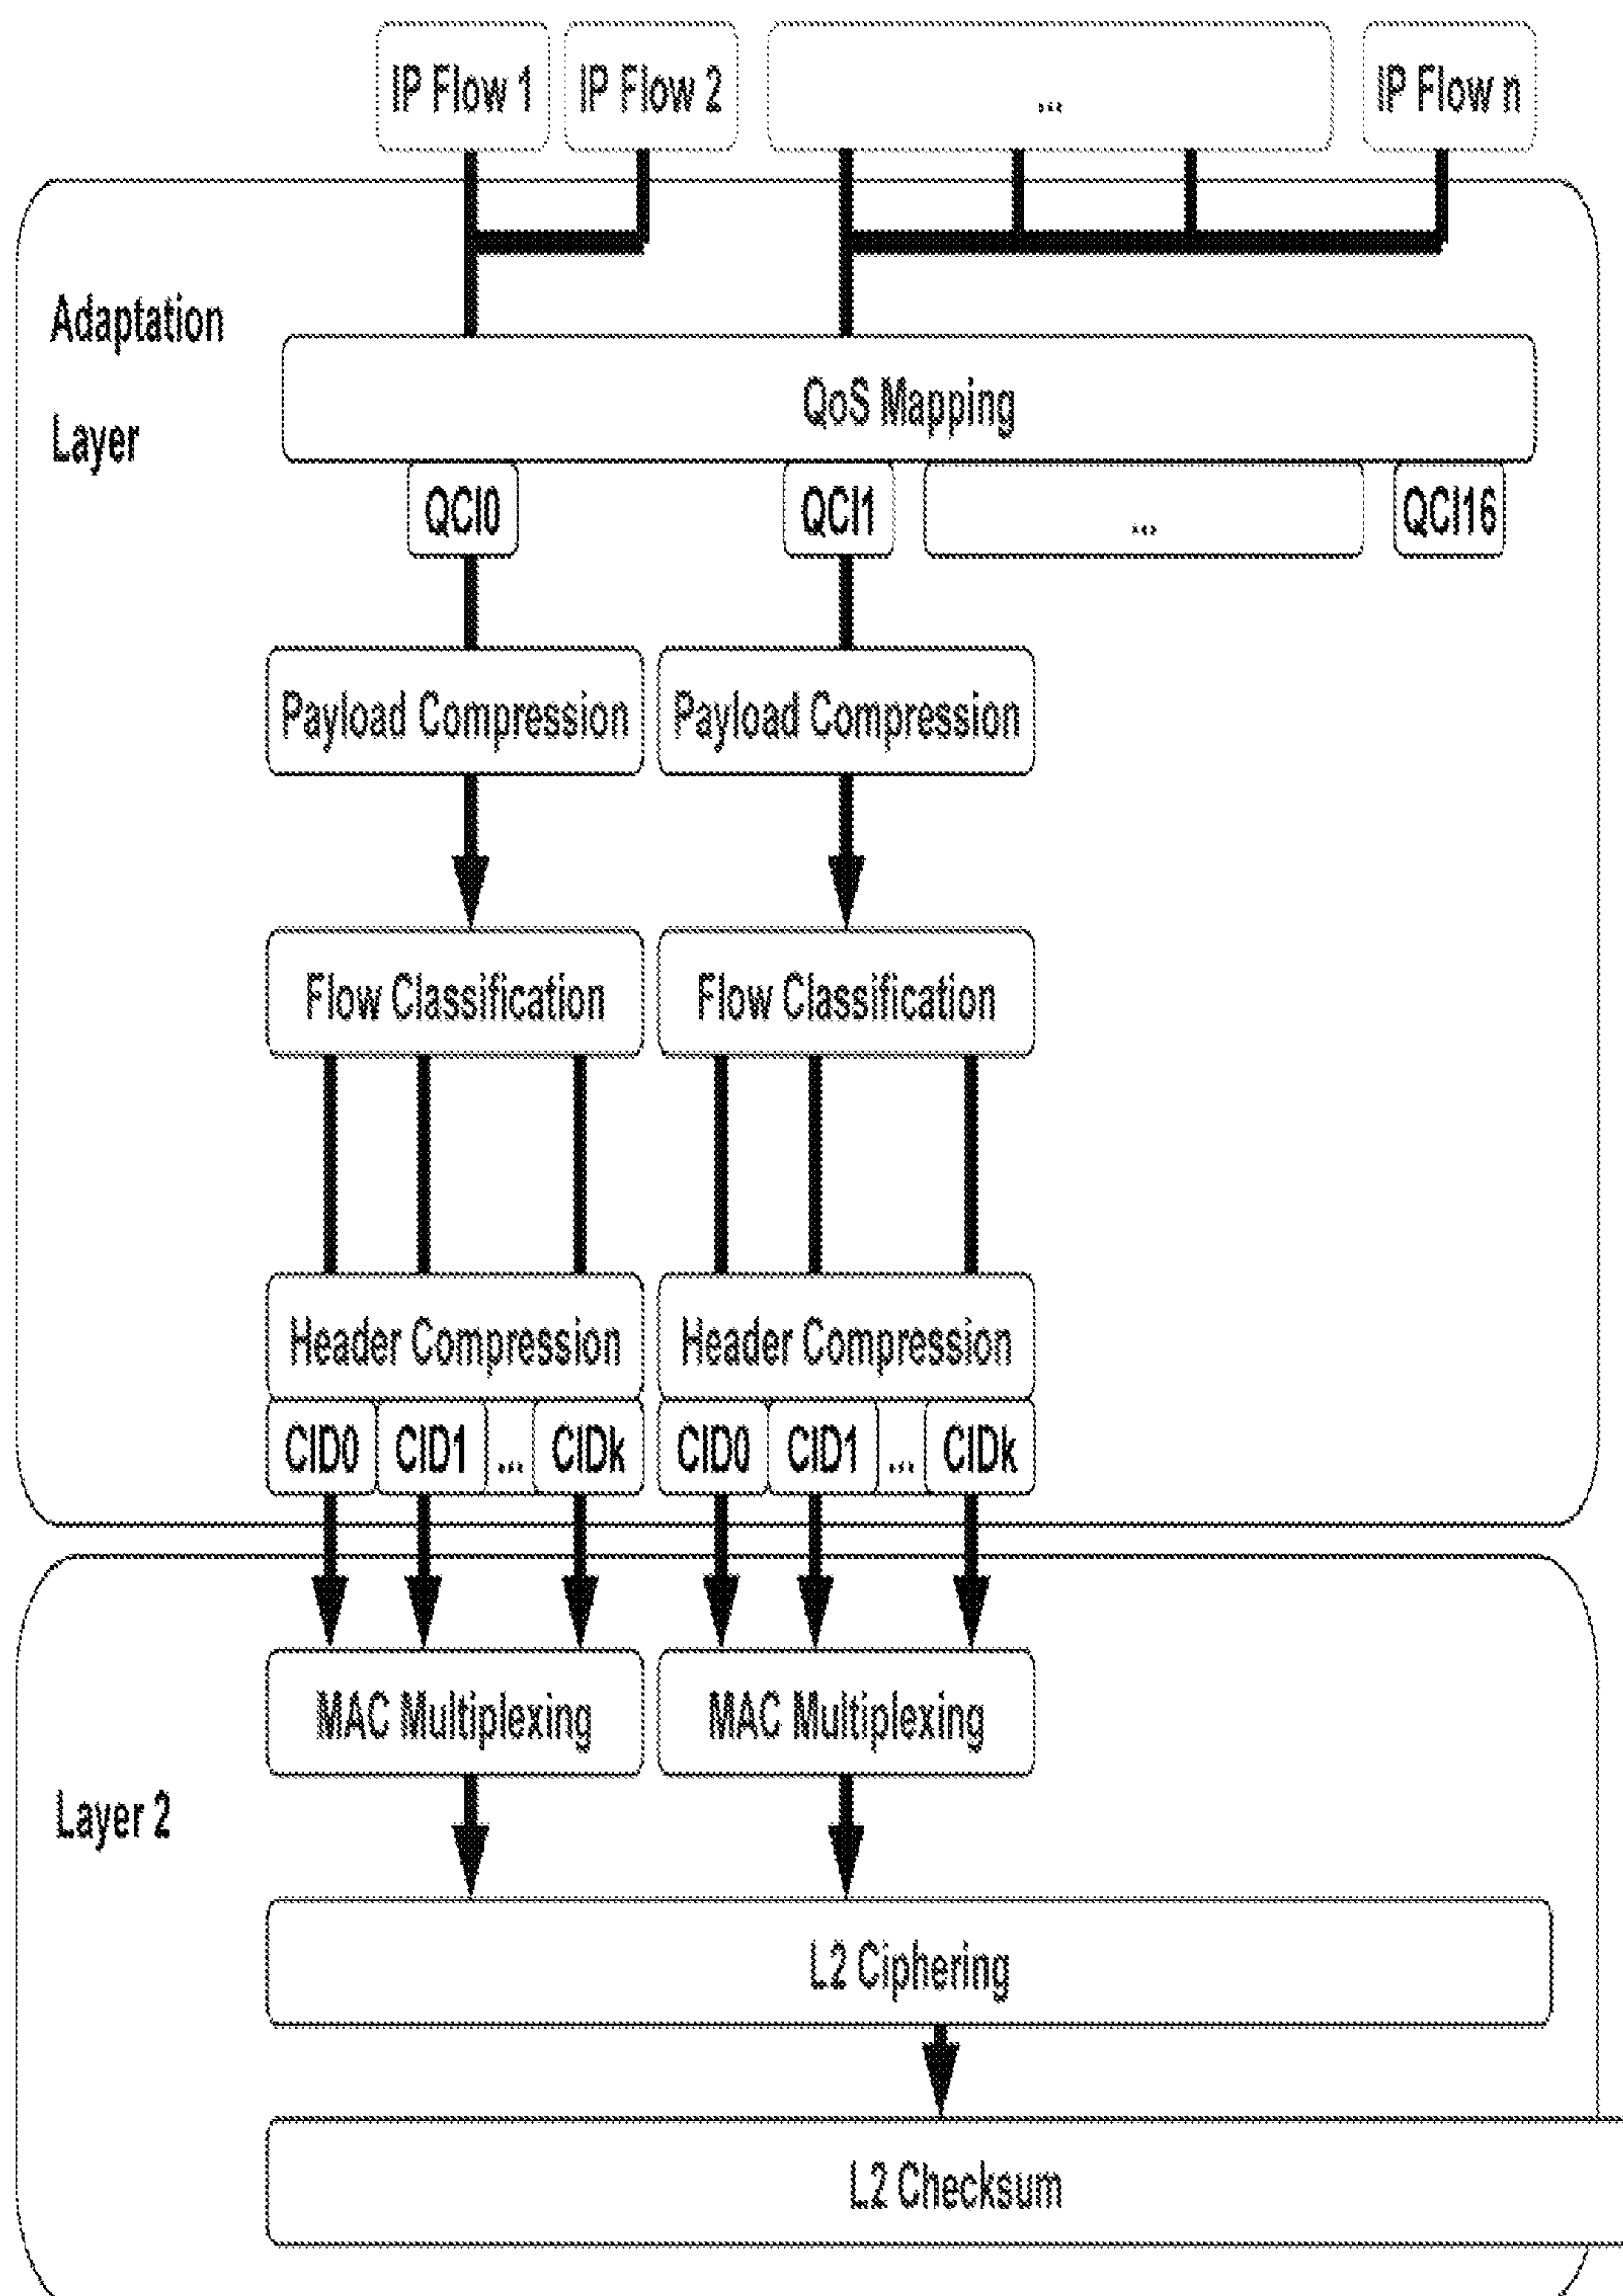 IP Flow 1 IP Flow 2 ... IP Flow n
Adaptation
Layer
QoS Mapping
QCI0 QCI1 ... QCI16
Payload Compression Payload Compression
Flow Classification Flow Classification
Header Compression Header Compression
CID0 CID1 ... CIDk CID0 CID1 ... CIDk
MAC Multiplexing MAC Multiplexing
Layer 2
L2 Ciphering
L2 Checksum